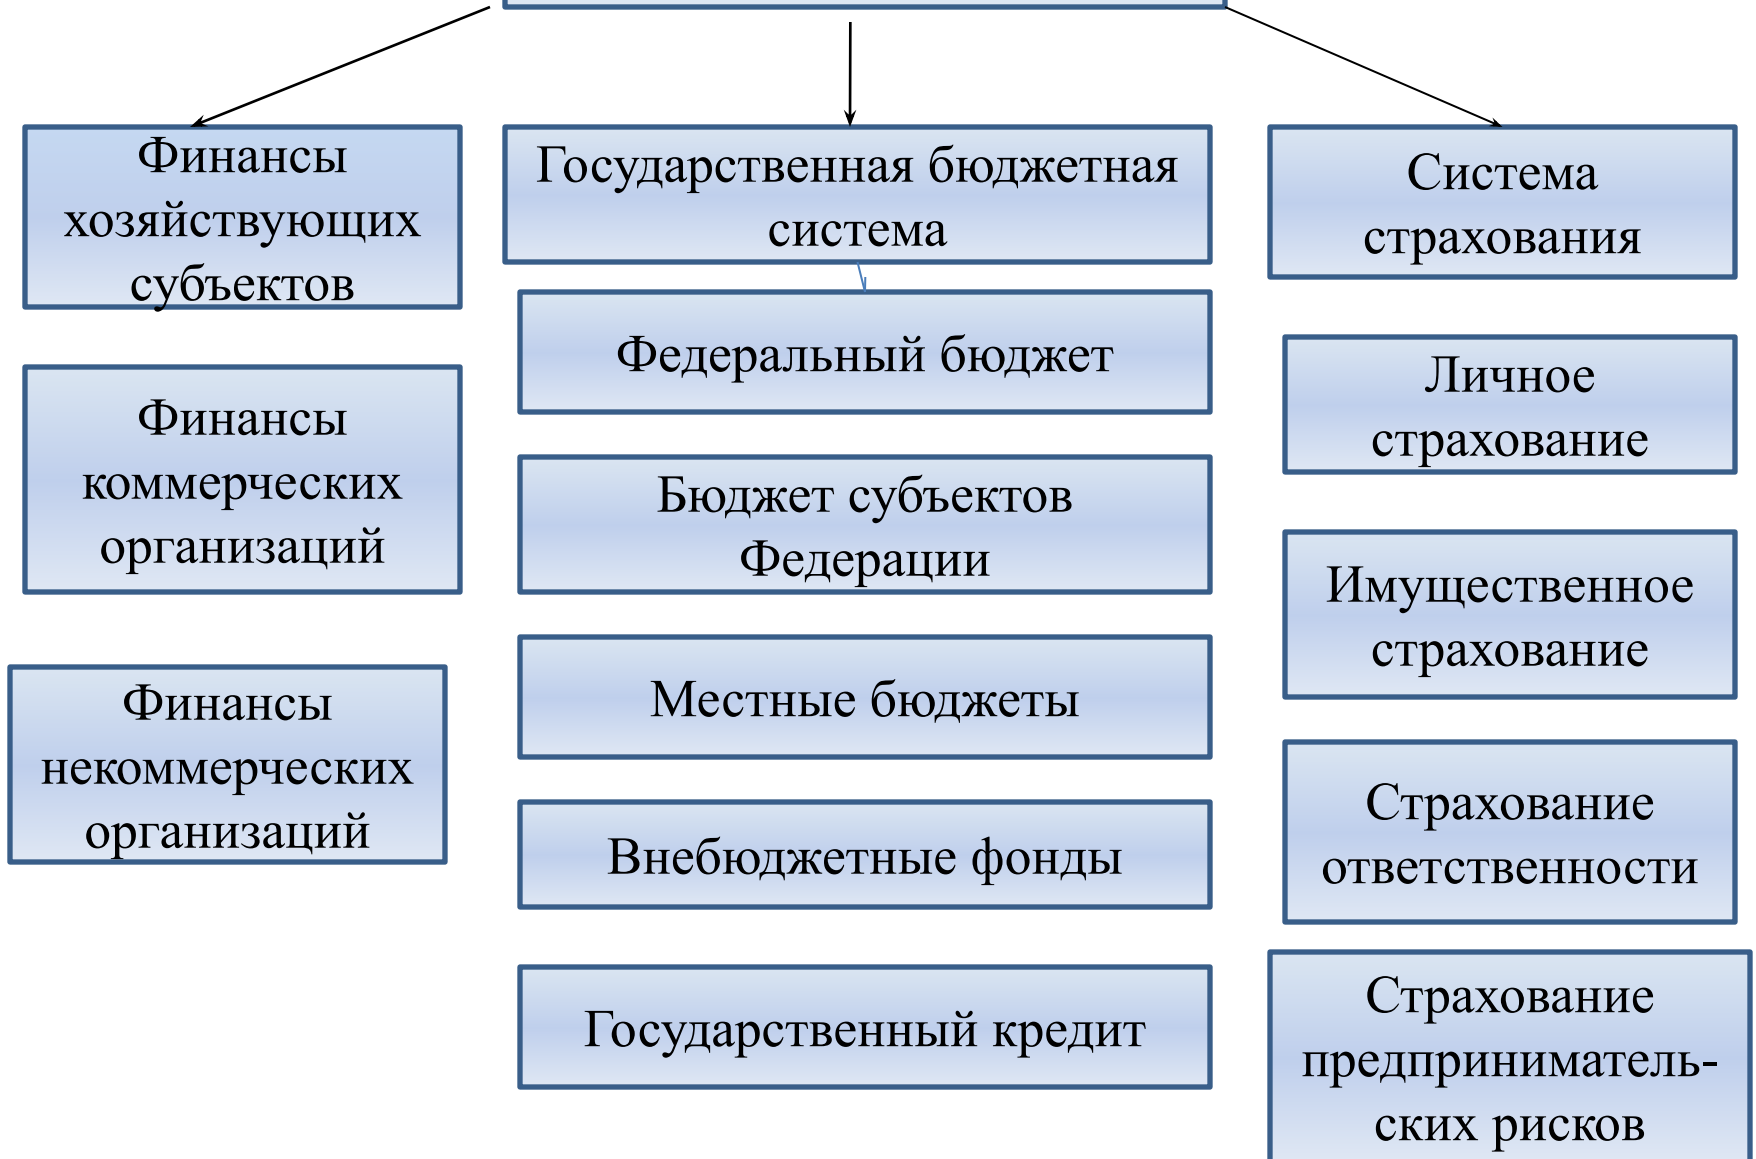 Финансы
хозяйствующих
субъектов
Финансы
коммерческих
организаций
Финансы
некоммерческих
организаций
Государственная бюджетная
система
Федеральный бюджет
Бюджет субъектов
Федерации
Местные бюджеты
Внебюджетные фонды
Государственный кредит
Система
страхования
Личное
страхование
Имущественное
страхование
Страхование
ответственности
Страхование
предприниматель-
ских рисков